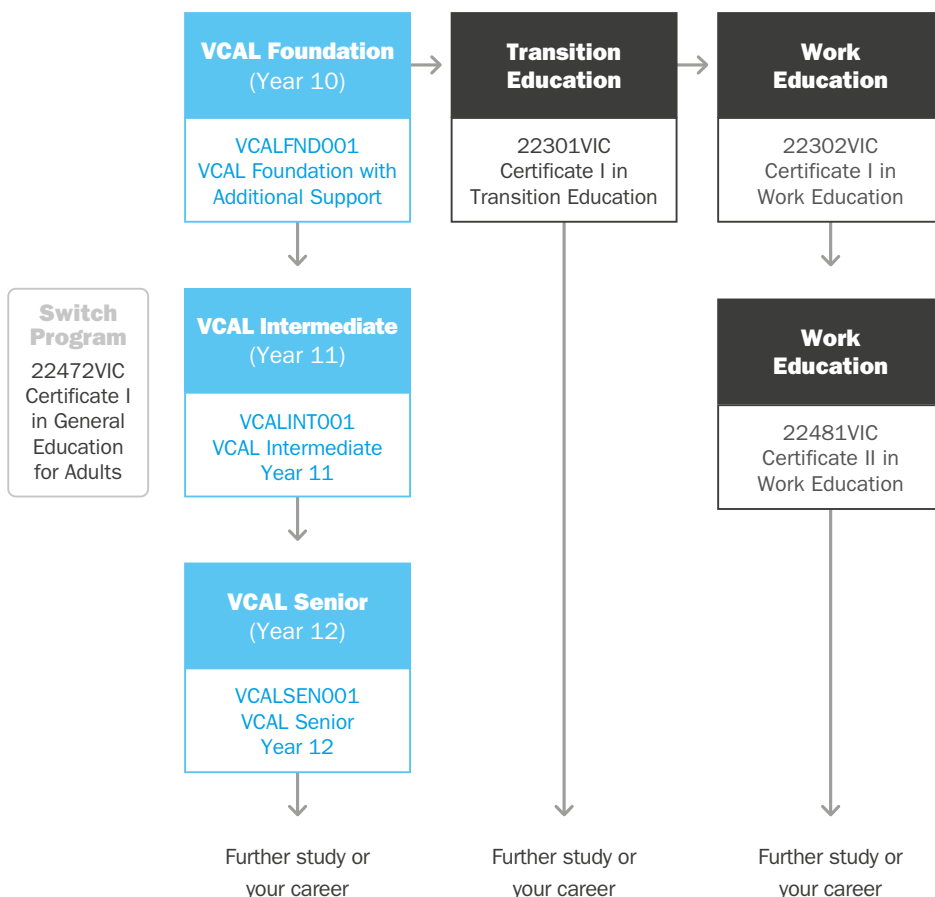 VCAL Foundation
(Year 10)
VCALFND001
VCAL Foundation with
Additional Support
Transition
Education
22301VIC
Certificate I in
Transition Education
Work
Education
22302VIC
Certificate I in
Work Education
Switch
Program
22472VIC
Certificate I
in General
Education
for Adults
VCAL Intermediate
(Year 11)
VCALINT001
VCAL Intermediate
Year 11
Work
Education
22481VIC
Certificate II in
Work Education
VCAL Senior
(Year 12)
VCALSEN001
VCAL Senior
Year 12
Further study or
your career
Further study or
your career
Further study or
your career